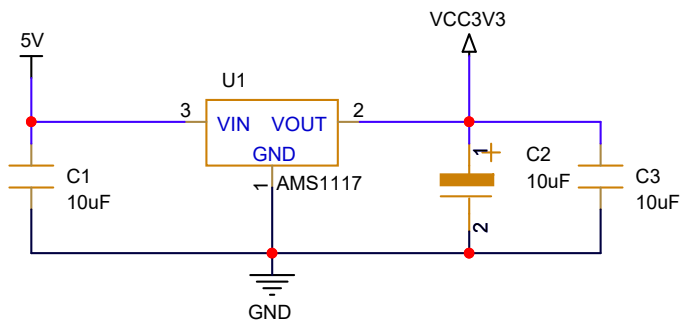 VCC3V3
5V
U1
3
VIN
VOUT
2
GND
1
AMS1117
C1
10uF
1
+
C2
10uF
2
C3
10uF
GND